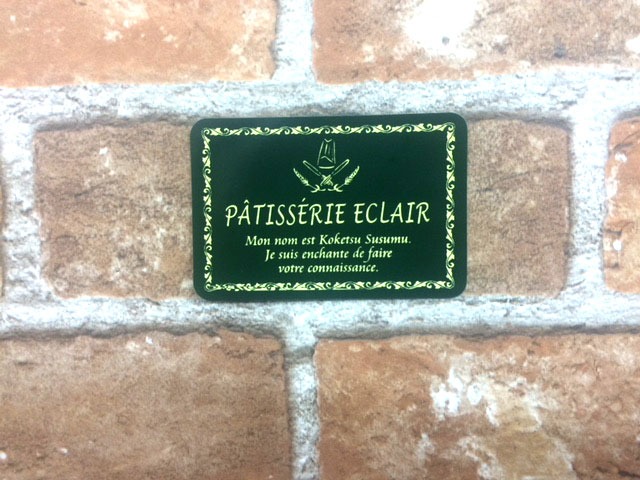 PÂTISSÉRIE ECLAIR
Mon nom est Koketsu Susumu.
Je suis enchante de faire
votre connaissance.